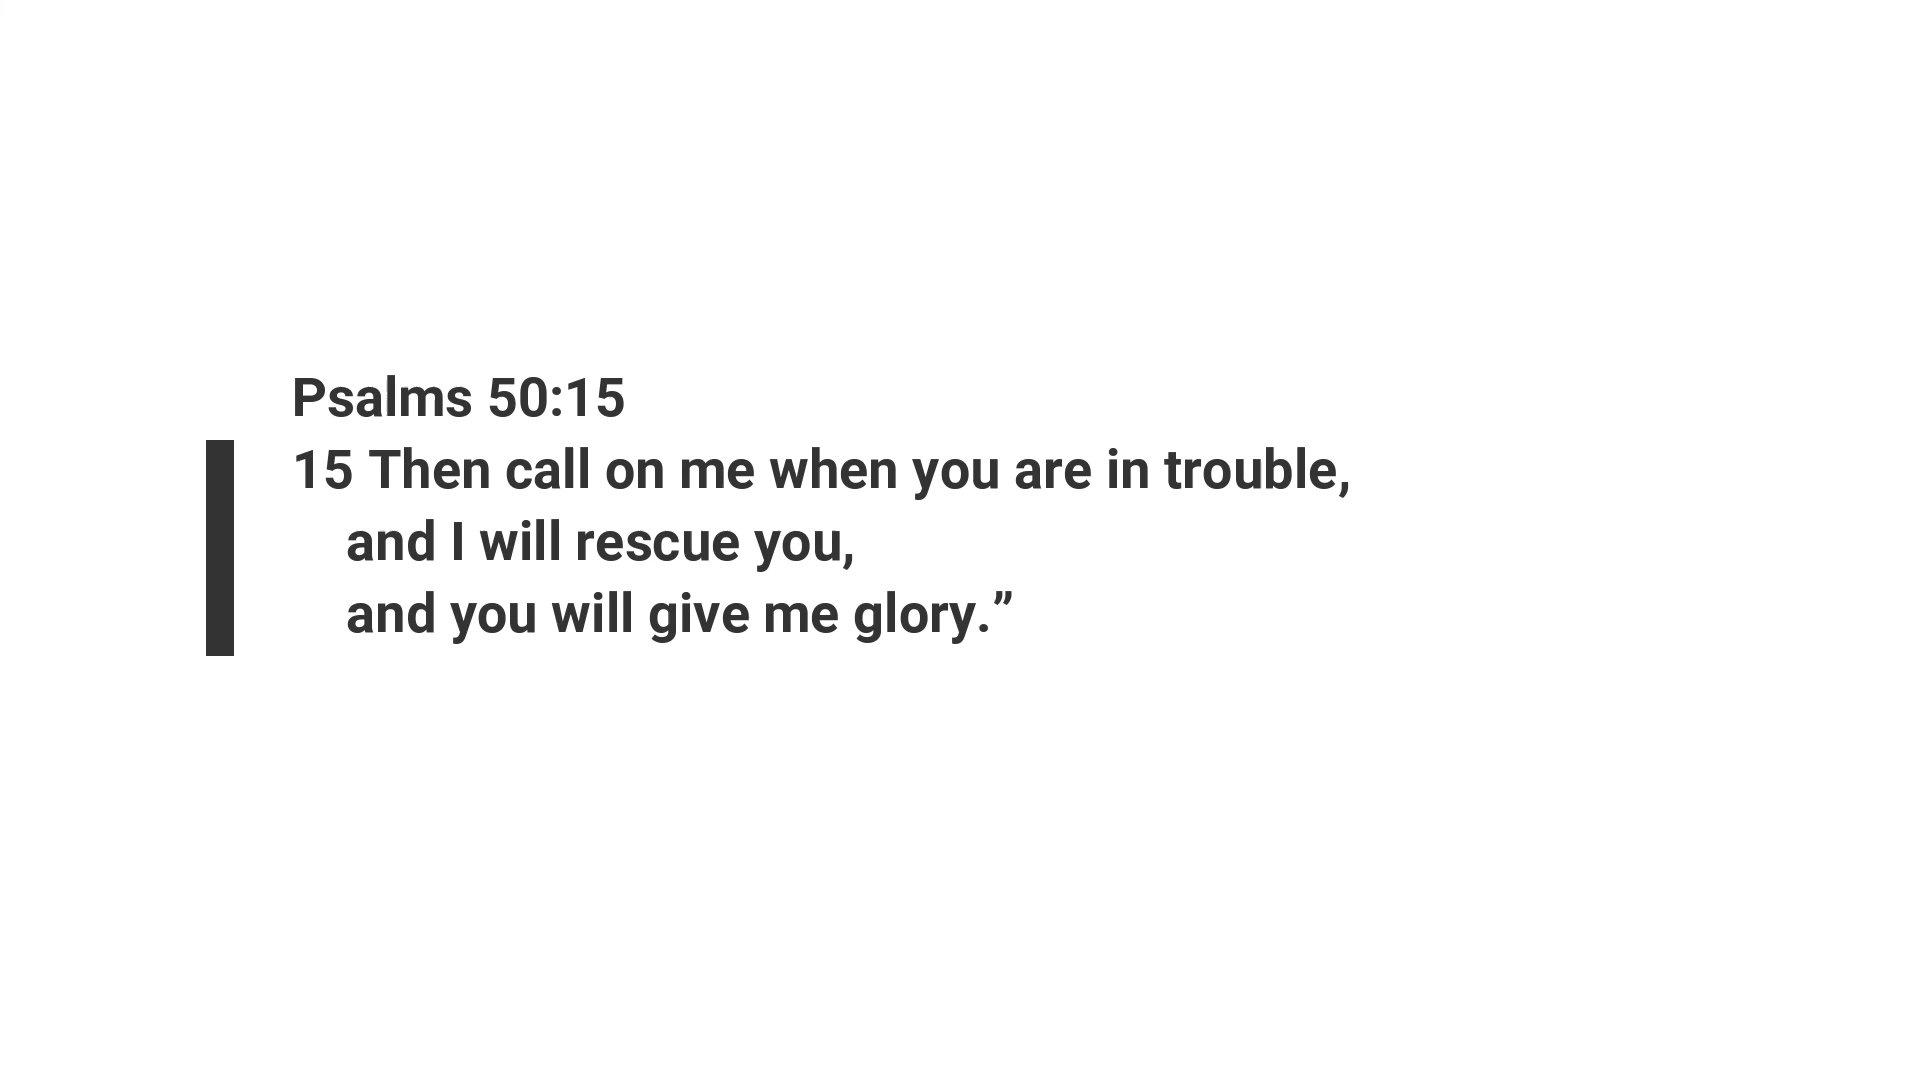 Psalms 50:15
15 Then call on me when you are in trouble,
and I will rescue you,
and you will give me glory.”